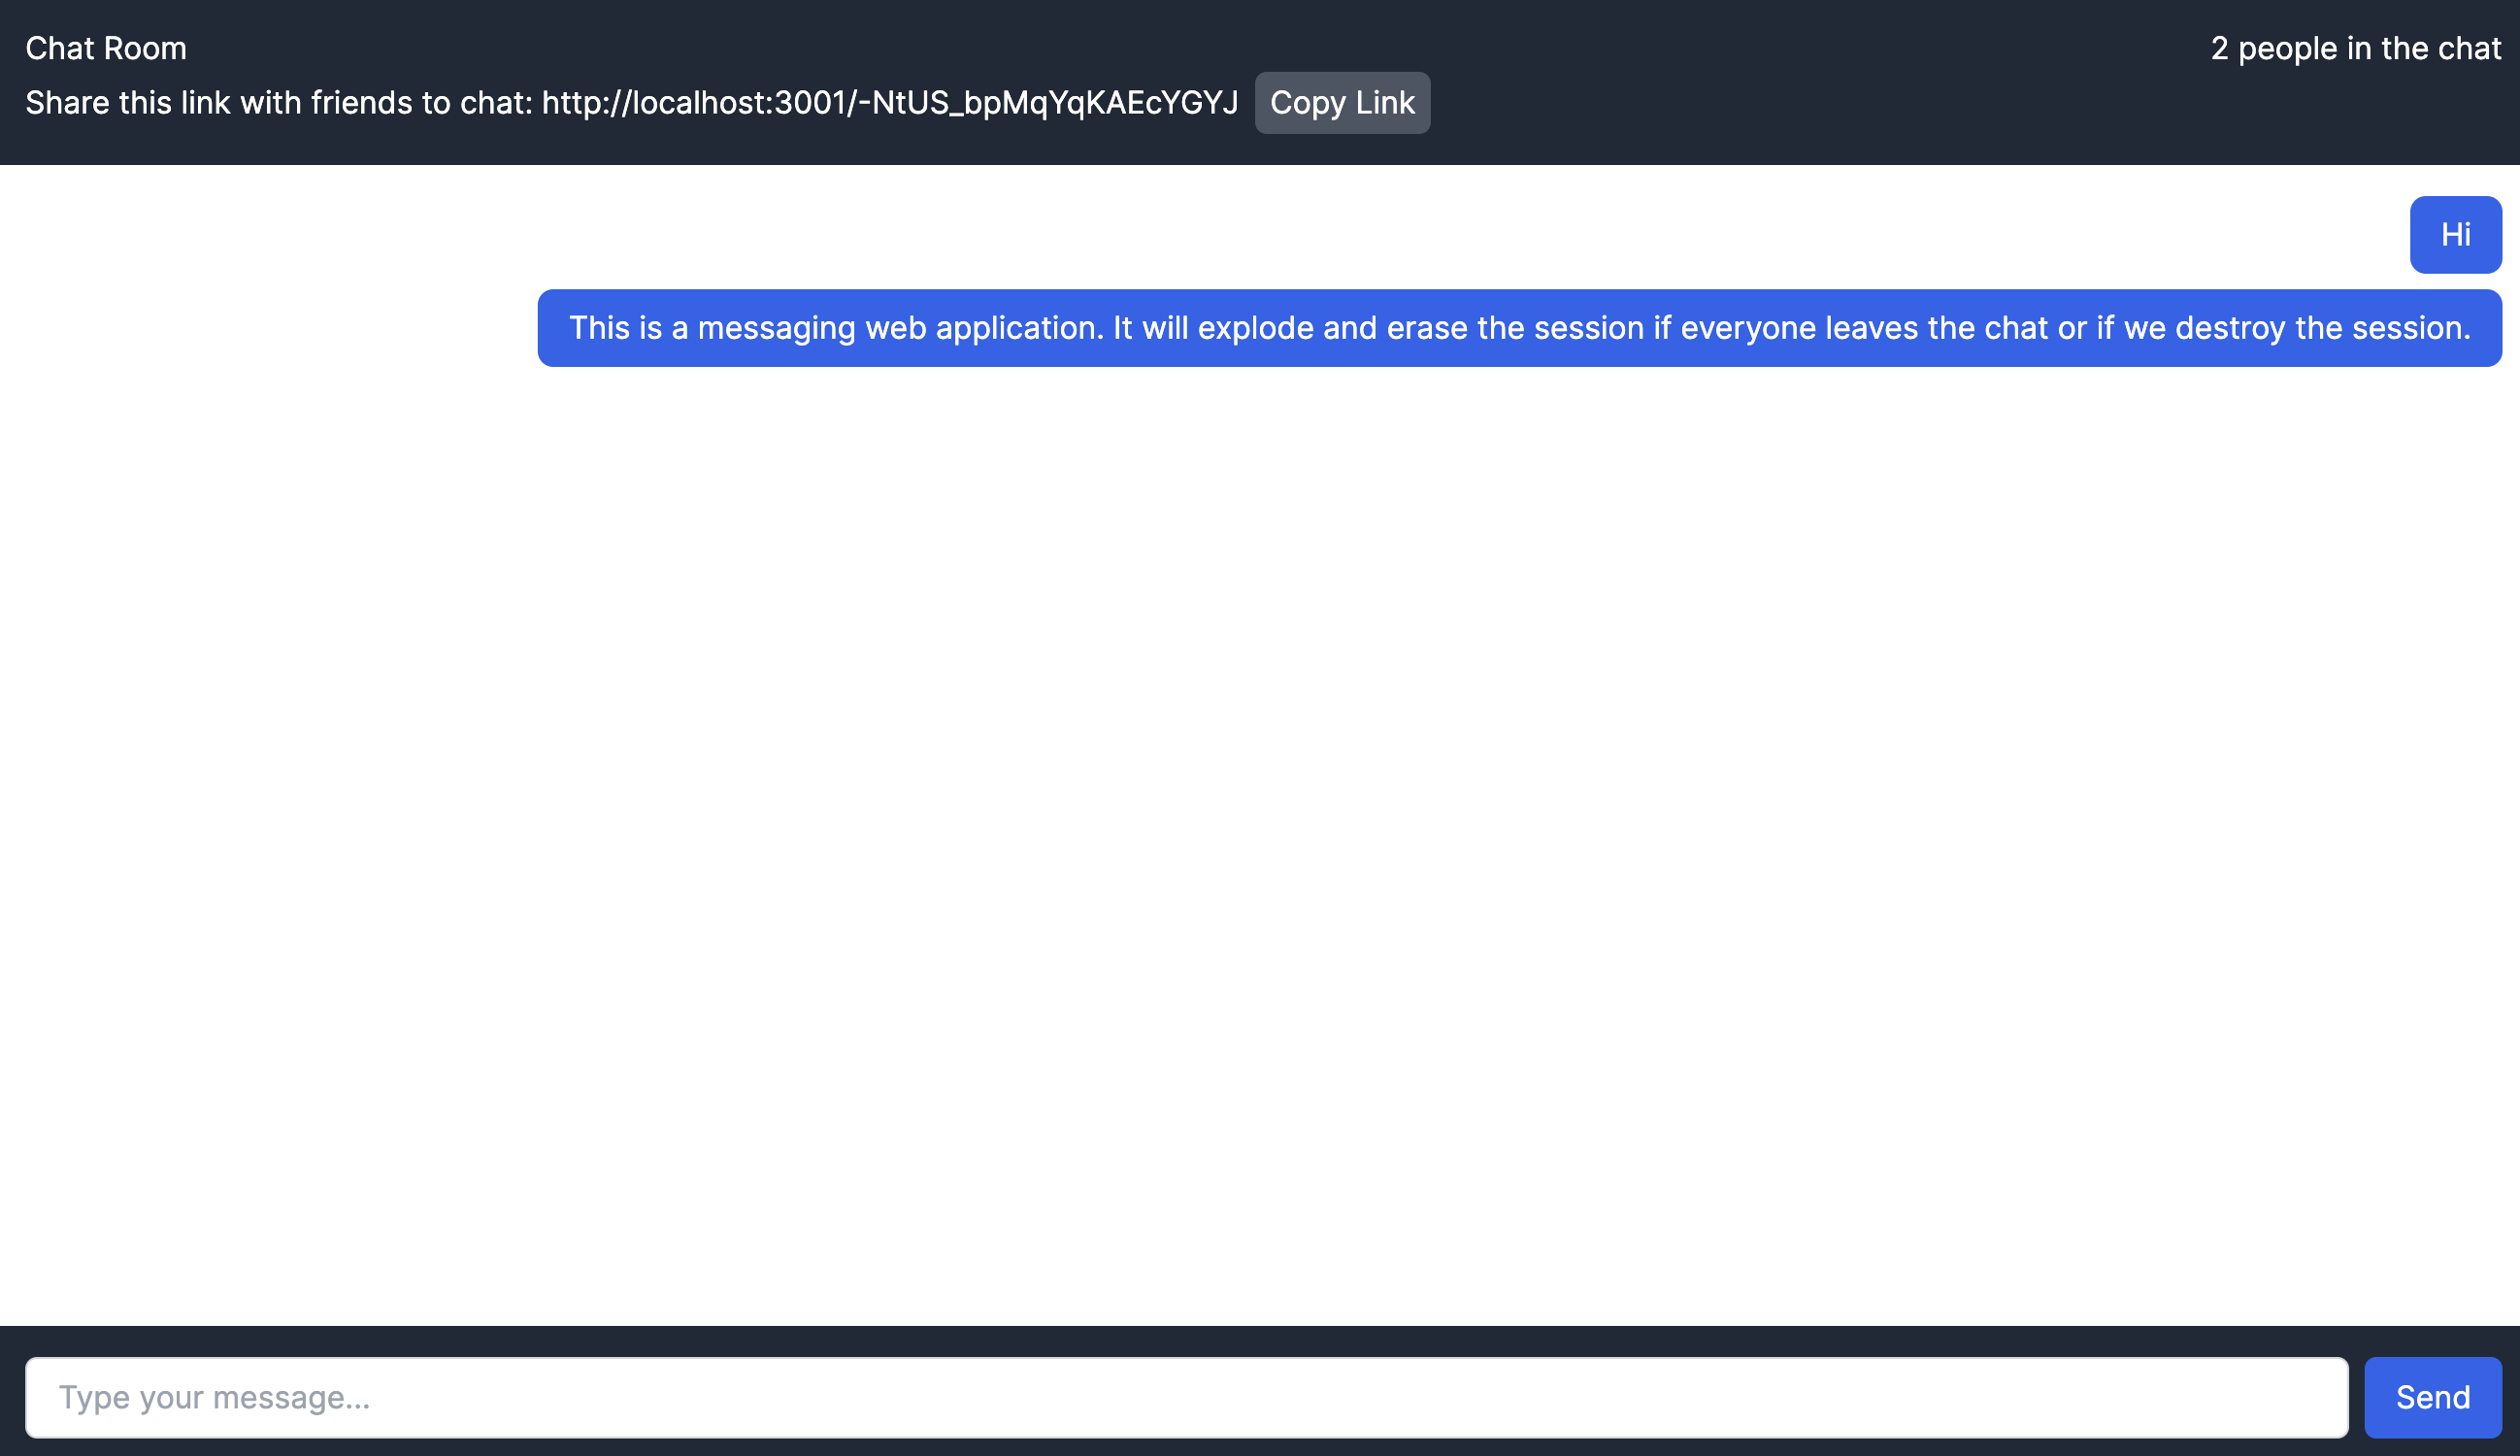 Chat Room
2 people in the chat
Share this link with friends to chat: http://localhost:3001/-NtUS_bpMqYqKAEcYGYJ Copy Link
Hi
This is a messaging web application. It will explode and erase the session if everyone leaves the chat or if we destroy the session.
Type your message...
Send